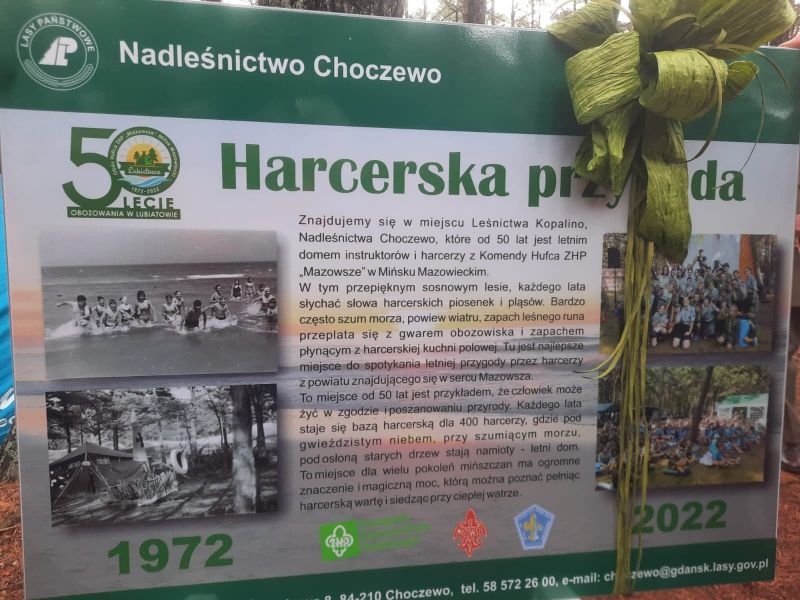 LASY PAŃSTWOWE
Nadleśnictwo Choczewo
50
LECIE
OBOZOWANIA W LUBIATOWIE
Lubiatowo
1972-2022
Harcerska prz da
Znajdujemy się w miejscu Leśnictwa Kopalino,
Nadleśnictwa Choczewo, które od 50 lat jest letnim
domem instruktorów i harcerzy z Komendy Hufca ZHP
„Mazowsze" w Mińsku Mazowieckim.
W tym przepięknym sosnowym lesie, każdego lata
słychać słowa harcerskich piosenek i pląsów. Bardzo
często szum morza, powiew wiatru, zapach leśnego runa
przeplata się z gwarem obozowiska i zapachem
płynącym z harcerskiej kuchni polowej. Tu jest najlepsze
miejsce do spotykania letniej przygody przez harcerzy
z powiatu znajdującego się w sercu Mazowsza.
To miejsce od 50 lat jest przykładem, że człowiek może
żyć w zgodzie i poszanowaniu przyrody. Każdego lata
staje się bazą harcerską dla 400 harcerzy, gdzie pod
gwieździstym niebem, przy szumiącym morzu,
pod osłoną starych drzew stają namioty - letni dom.
To miejsce dla wielu pokoleń mińszczan ma ogromne
znaczenie i magiczną moc, którą można poznać pełniąc
harcerską wartę i siedząc przy ciepłej watrze.
1972
ZHP
2022
8, 84-210 Choczewo, tel. 58 572 26 00, e-mail: choczewo@gdansk.lasy.gov.pl